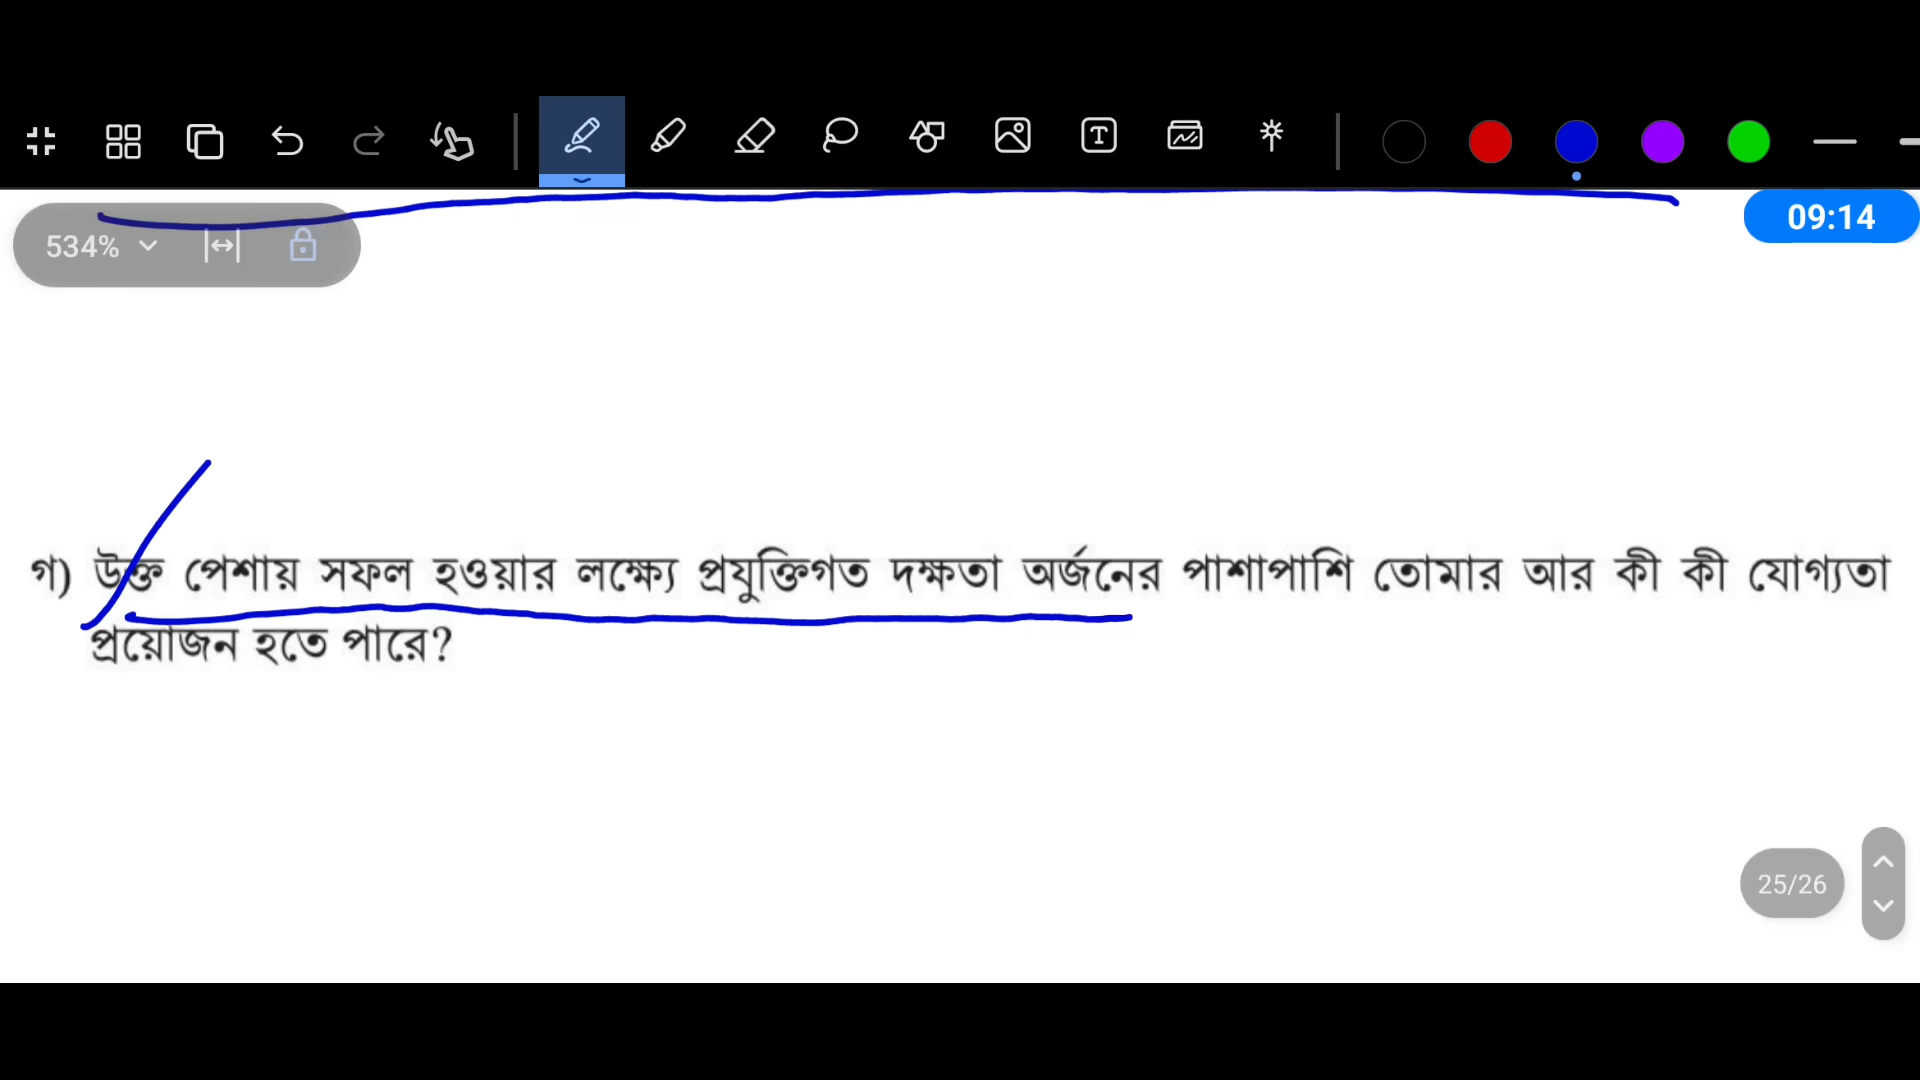 09:14
534%
গ) উক্ত পেশায় সফল হওয়ার লক্ষ্যে প্রযুক্তিগত দক্ষতা অর্জনের পাশাপাশি তোমার আর কী কী যোগ্যতা
প্রয়োজন হতে পারে?
25/26